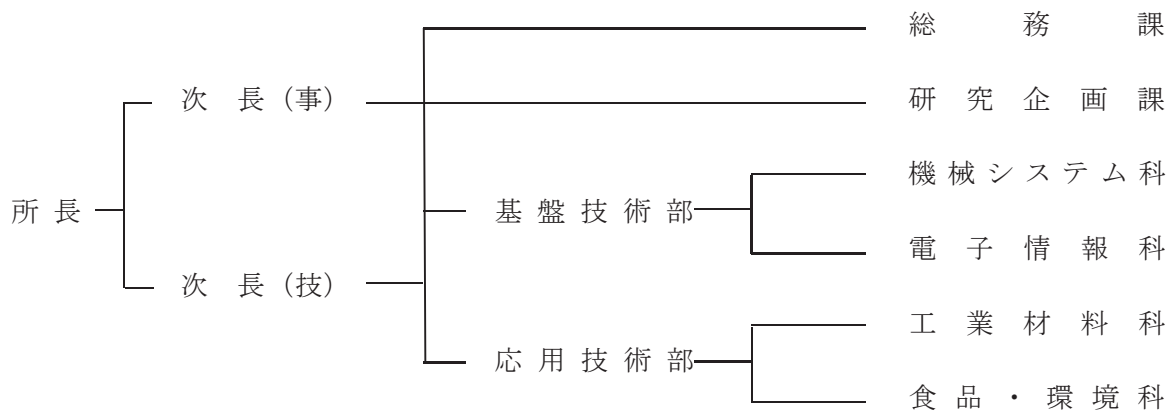 総務課
次長（事）
研究企画課
機械システム科
所長
基盤技術部
電子情報科
次長（技）
工業材料科
応用技術部
食品・環境科